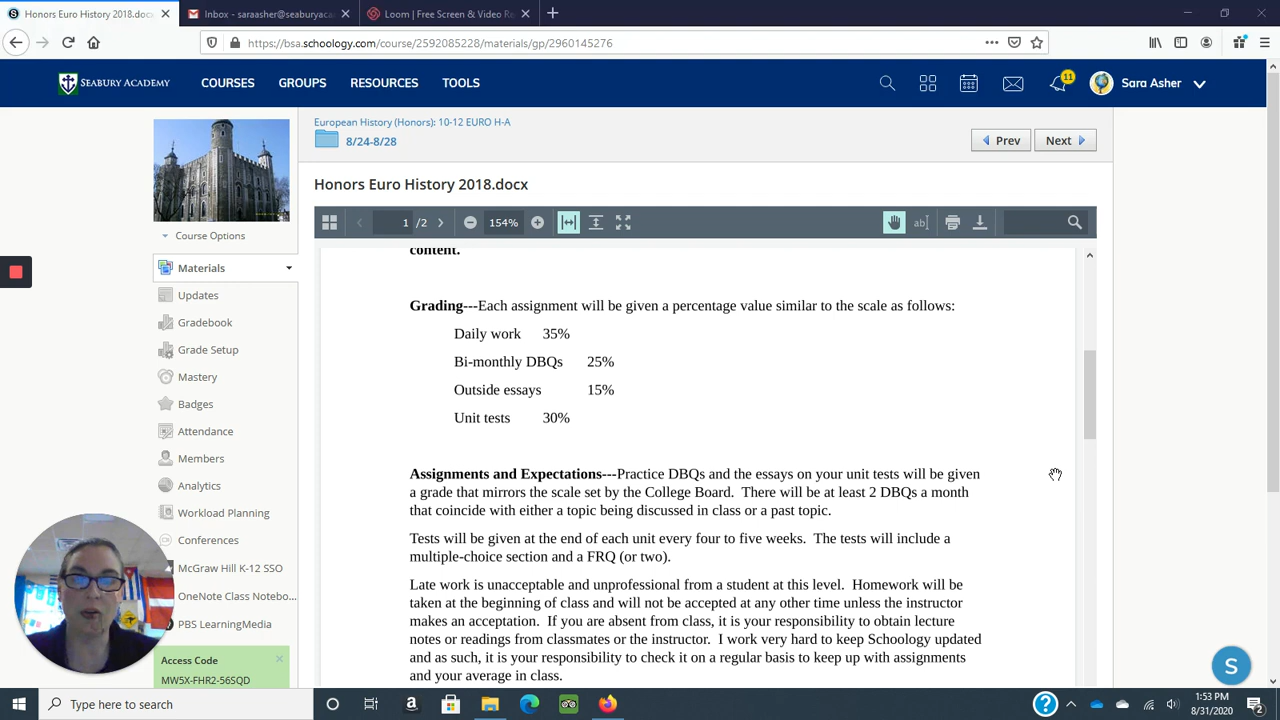 Honors Euro History 2018.docx
Inbox - saraasher@seaburyaca
Loom | Free Screen & Video Re
https://bsa.schoology.com/course/2592085228/materials/gp/2960145276
SEABURY ACADEMY
COURSES
GROUPS
RESOURCES
TOOLS
11
Sara Asher
European History (Honors): 10-12 EURO H-A
8/24-8/28
Prev
Next
Honors Euro History 2018.docx
1 /2
154%
ab
Course Options
Materials
Updates
Gradebook
Grade Setup
Mastery
Badges
Attendance
Members
Analytics
Workload Planning
Conferences
McGraw Hill K-12 SSO
OneNote Class Notebo...
PBS LearningMedia
Access Code
MW5X-FHR2-56SQD
content.
Grading---Each assignment will be given a percentage value similar to the scale as follows:
Daily work 35%
Bi-monthly DBQs 25%
Outside essays 15%
Unit tests 30%
Assignments and Expectations---Practice DBQs and the essays on your unit tests will be given
a grade that mirrors the scale set by the College Board. There will be at least 2 DBQs a month
that coincide with either a topic being discussed in class or a past topic.
Tests will be given at the end of each unit every four to five weeks. The tests will include a
multiple-choice section and a FRQ (or two).
Late work is unacceptable and unprofessional from a student at this level. Homework will be
taken at the beginning of class and will not be accepted at any other time unless the instructor
makes an acceptation. If you are absent from class, it is your responsibility to obtain lecture
notes or readings from classmates or the instructor. I work very hard to keep Schoology updated
and as such, it is your responsibility to check it on a regular basis to keep up with assignments
and your average in class.
S
Type here to search
1:53 PM
8/31/2020
2